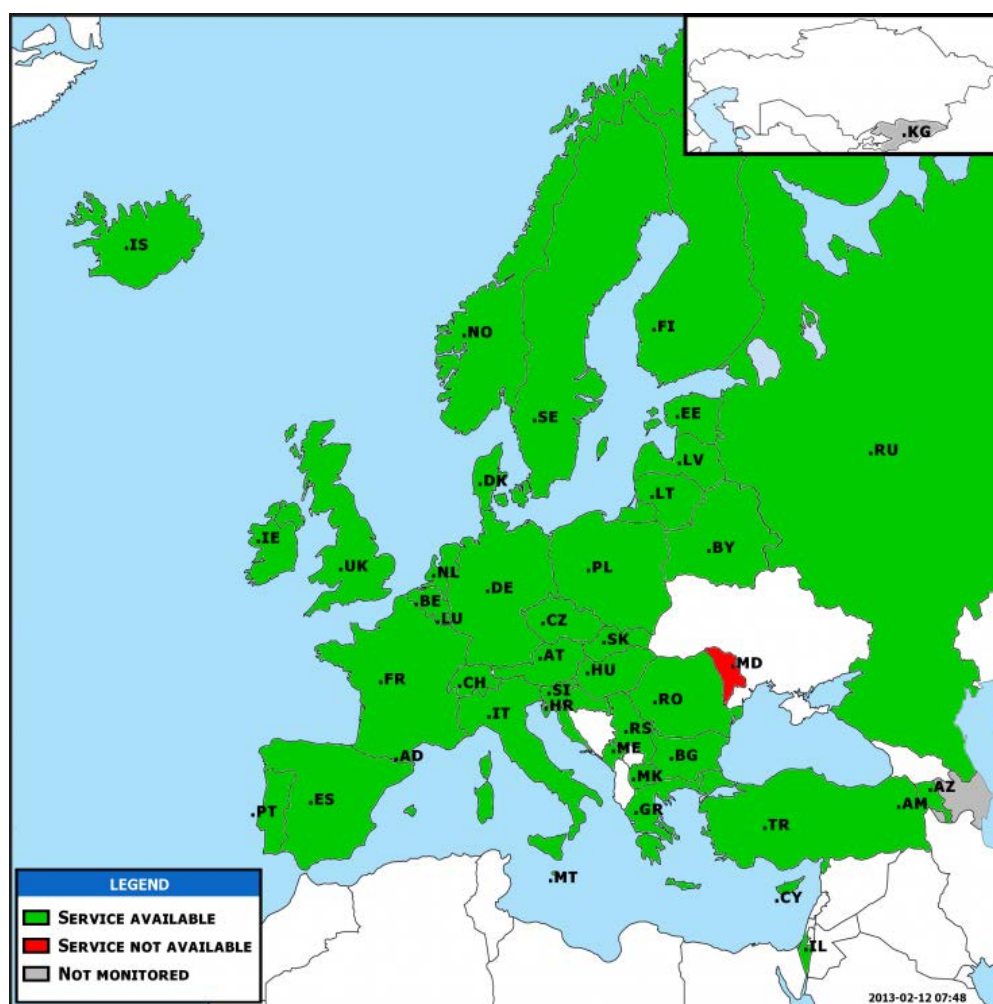 .KG
.IS
.NO
.FI
.SE
.EE
.RU
.LV
.DK
.LT
.IE
.BY
.UK
.NL
.PL
.DE
.BE
.LU
.CZ
.SK
.AT
.MD
.HU
.FR
.CH
.SI
.RO
.HR
.IT
.RS
.ME
.BG
.AD
.MK
.AZ
.ES
.AM
.PT
.GR
.TR
.MT
.CY
.IL
LEGEND
SERVICE AVAILABLE
SERVICE NOT AVAILABLE
NOT MONITORED
2013-02-12 07:48